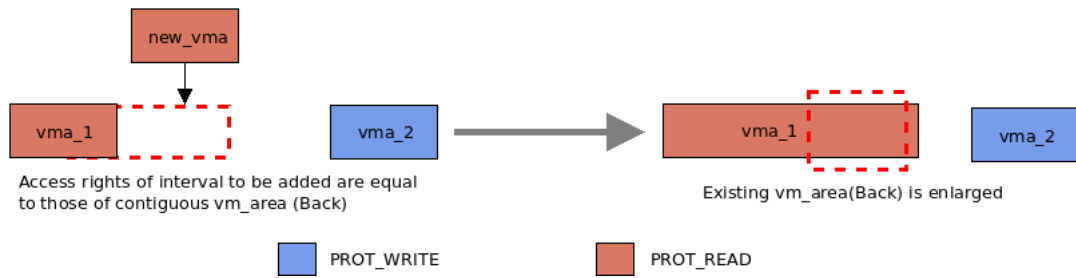 new_vma
vma_1
vma_2
vma_1
vma_2
Access rights of interval to be added are equal
to those of contiguous vm_area (Back)
Existing vm_area(Back) is enlarged
PROT_WRITE
PROT_READ